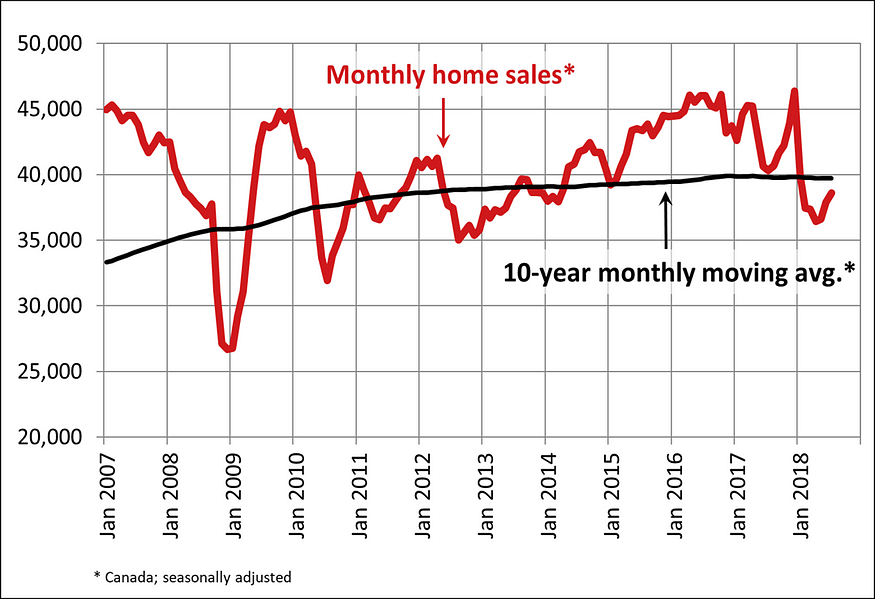 50,000
45,000
40,000
35,000
30,000
25,000
20,000
Monthly home sales*
10-year monthly moving avg.*
Jan 2007
Jan 2008
Jan 2009
Jan 2010
Jan 2011
Jan 2012
Jan 2013
Jan 2014
Jan 2015
Jan 2016
Jan 2017
Jan 2018
* Canada; seasonally adjusted